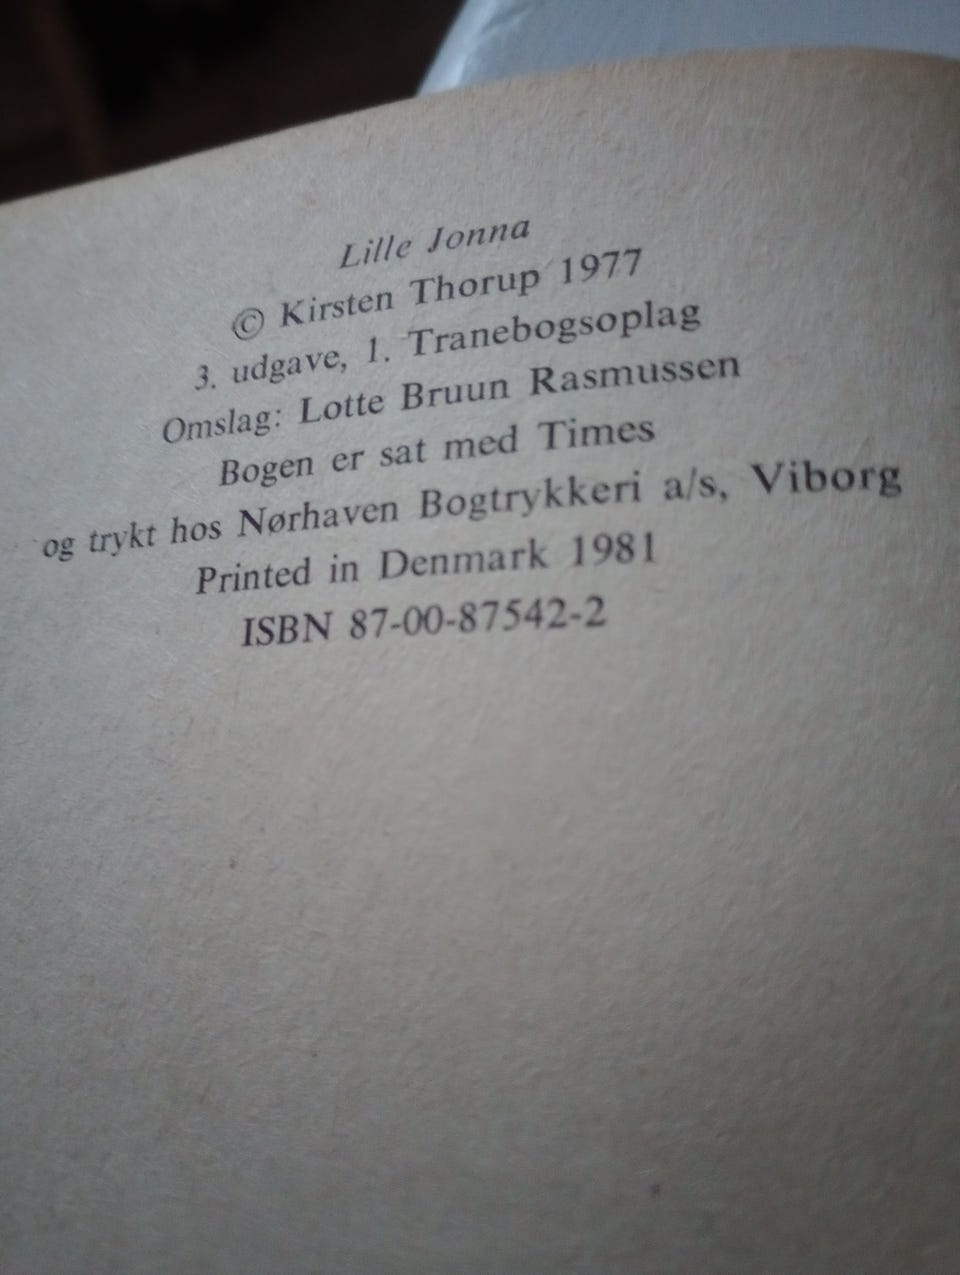 Lille Jonna
© Kirsten Thorup 1977
3. udgave, 1. Tranebogsoplag
Omslag: Lotte Bruun Rasmussen
Bogen er sat med Times
og trykt hos Nørhaven Bogtrykkeri a/s, Viborg
Printed in Denmark 1981
ISBN 87-00-87542-2